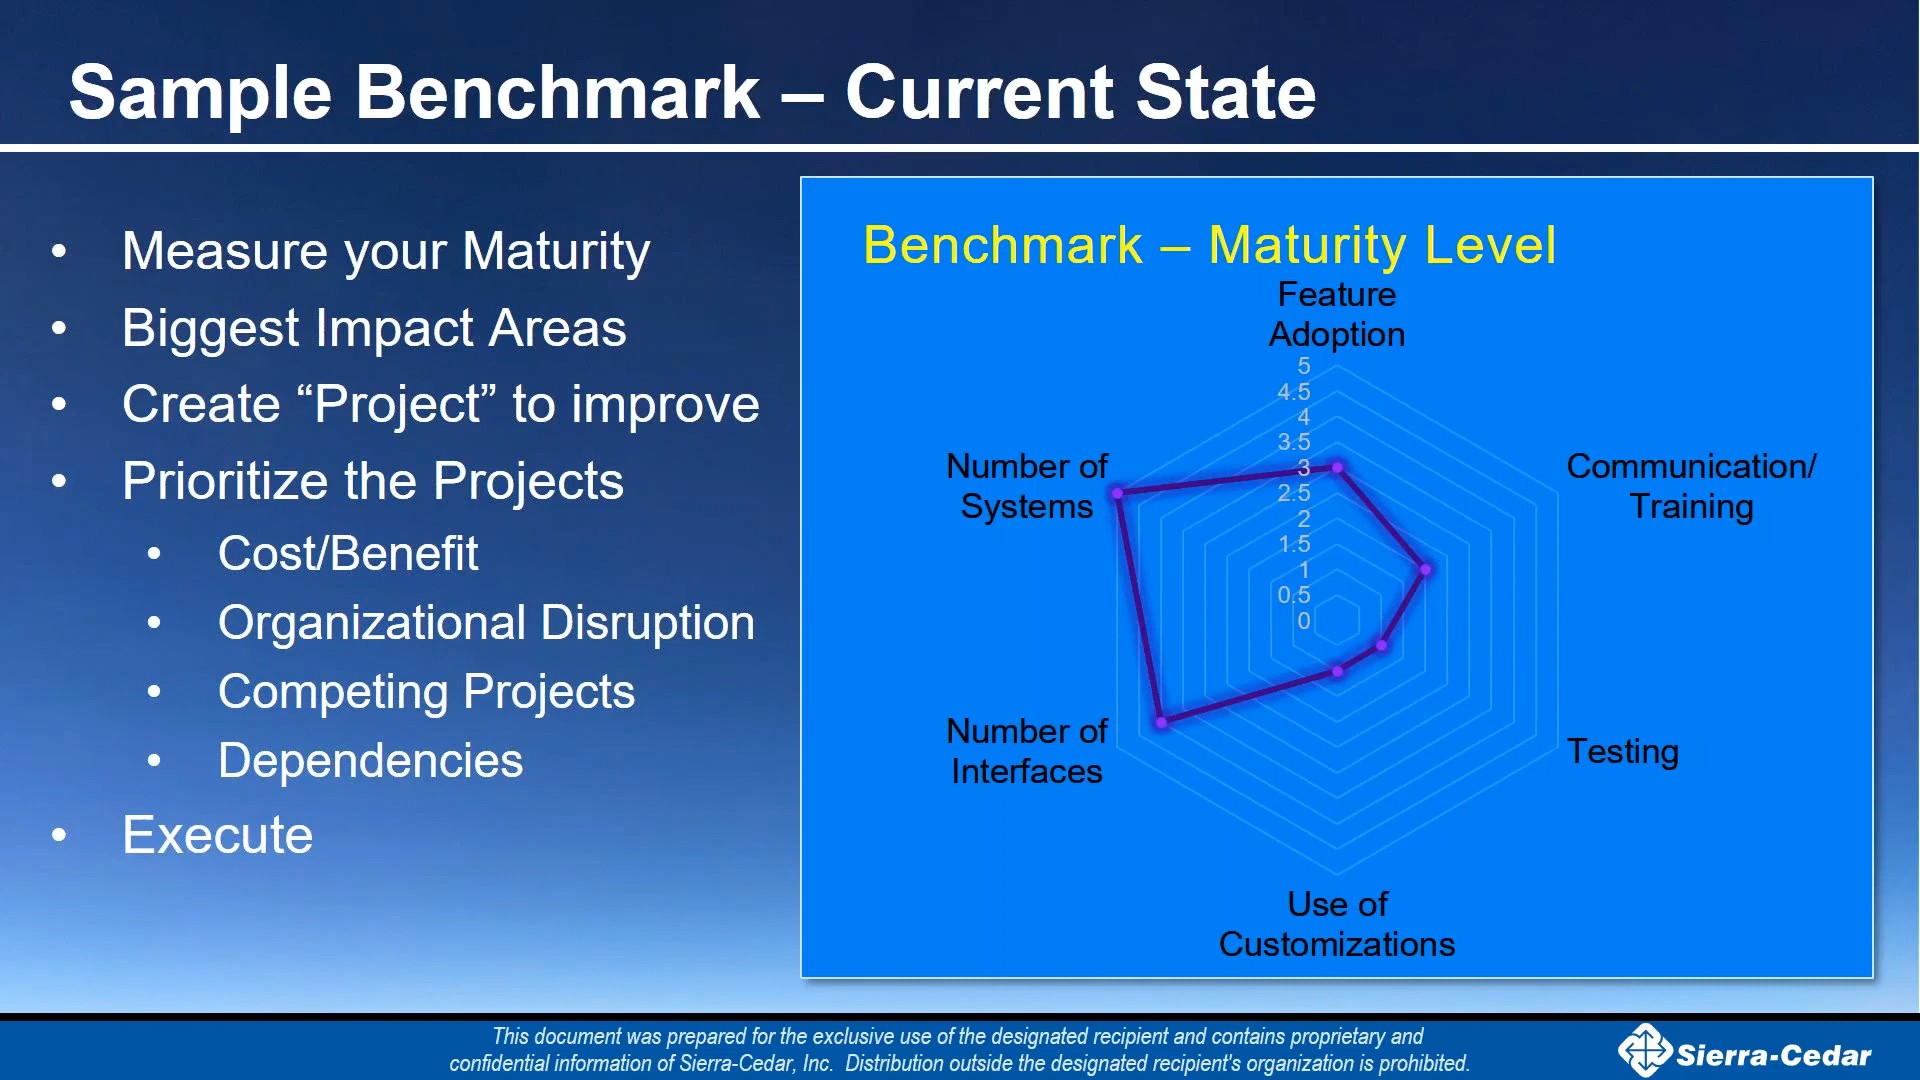 Sample Benchmark – Current State
• Measure your Maturity
• Biggest Impact Areas
• Create “Project” to improve
• Prioritize the Projects
• Cost/Benefit
• Organizational Disruption
• Competing Projects
• Dependencies
• Execute
Benchmark – Maturity Level
Feature
Adoption
5
4.5
4
3.5
3
2.5
2
1.5
1
0.5
0
Communication/
Training
Testing
Use of
Customizations
Number of
Interfaces
Number of
Systems
This document was prepared for the exclusive use of the designated recipient and contains proprietary and
confidential information of Sierra-Cedar, Inc. Distribution outside the designated recipient's organization is prohibited.
Sierra-Cedar